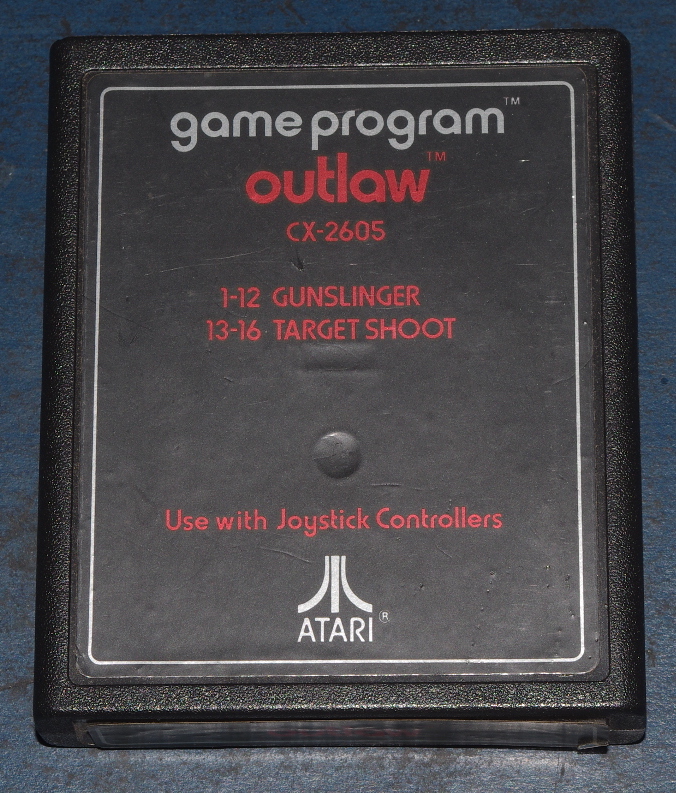 game program™
outlaw™
CX-2605
1-12 GUNSLINGER
13-16 TARGET SHOOT
Use with Joystick Controllers
ATARI®